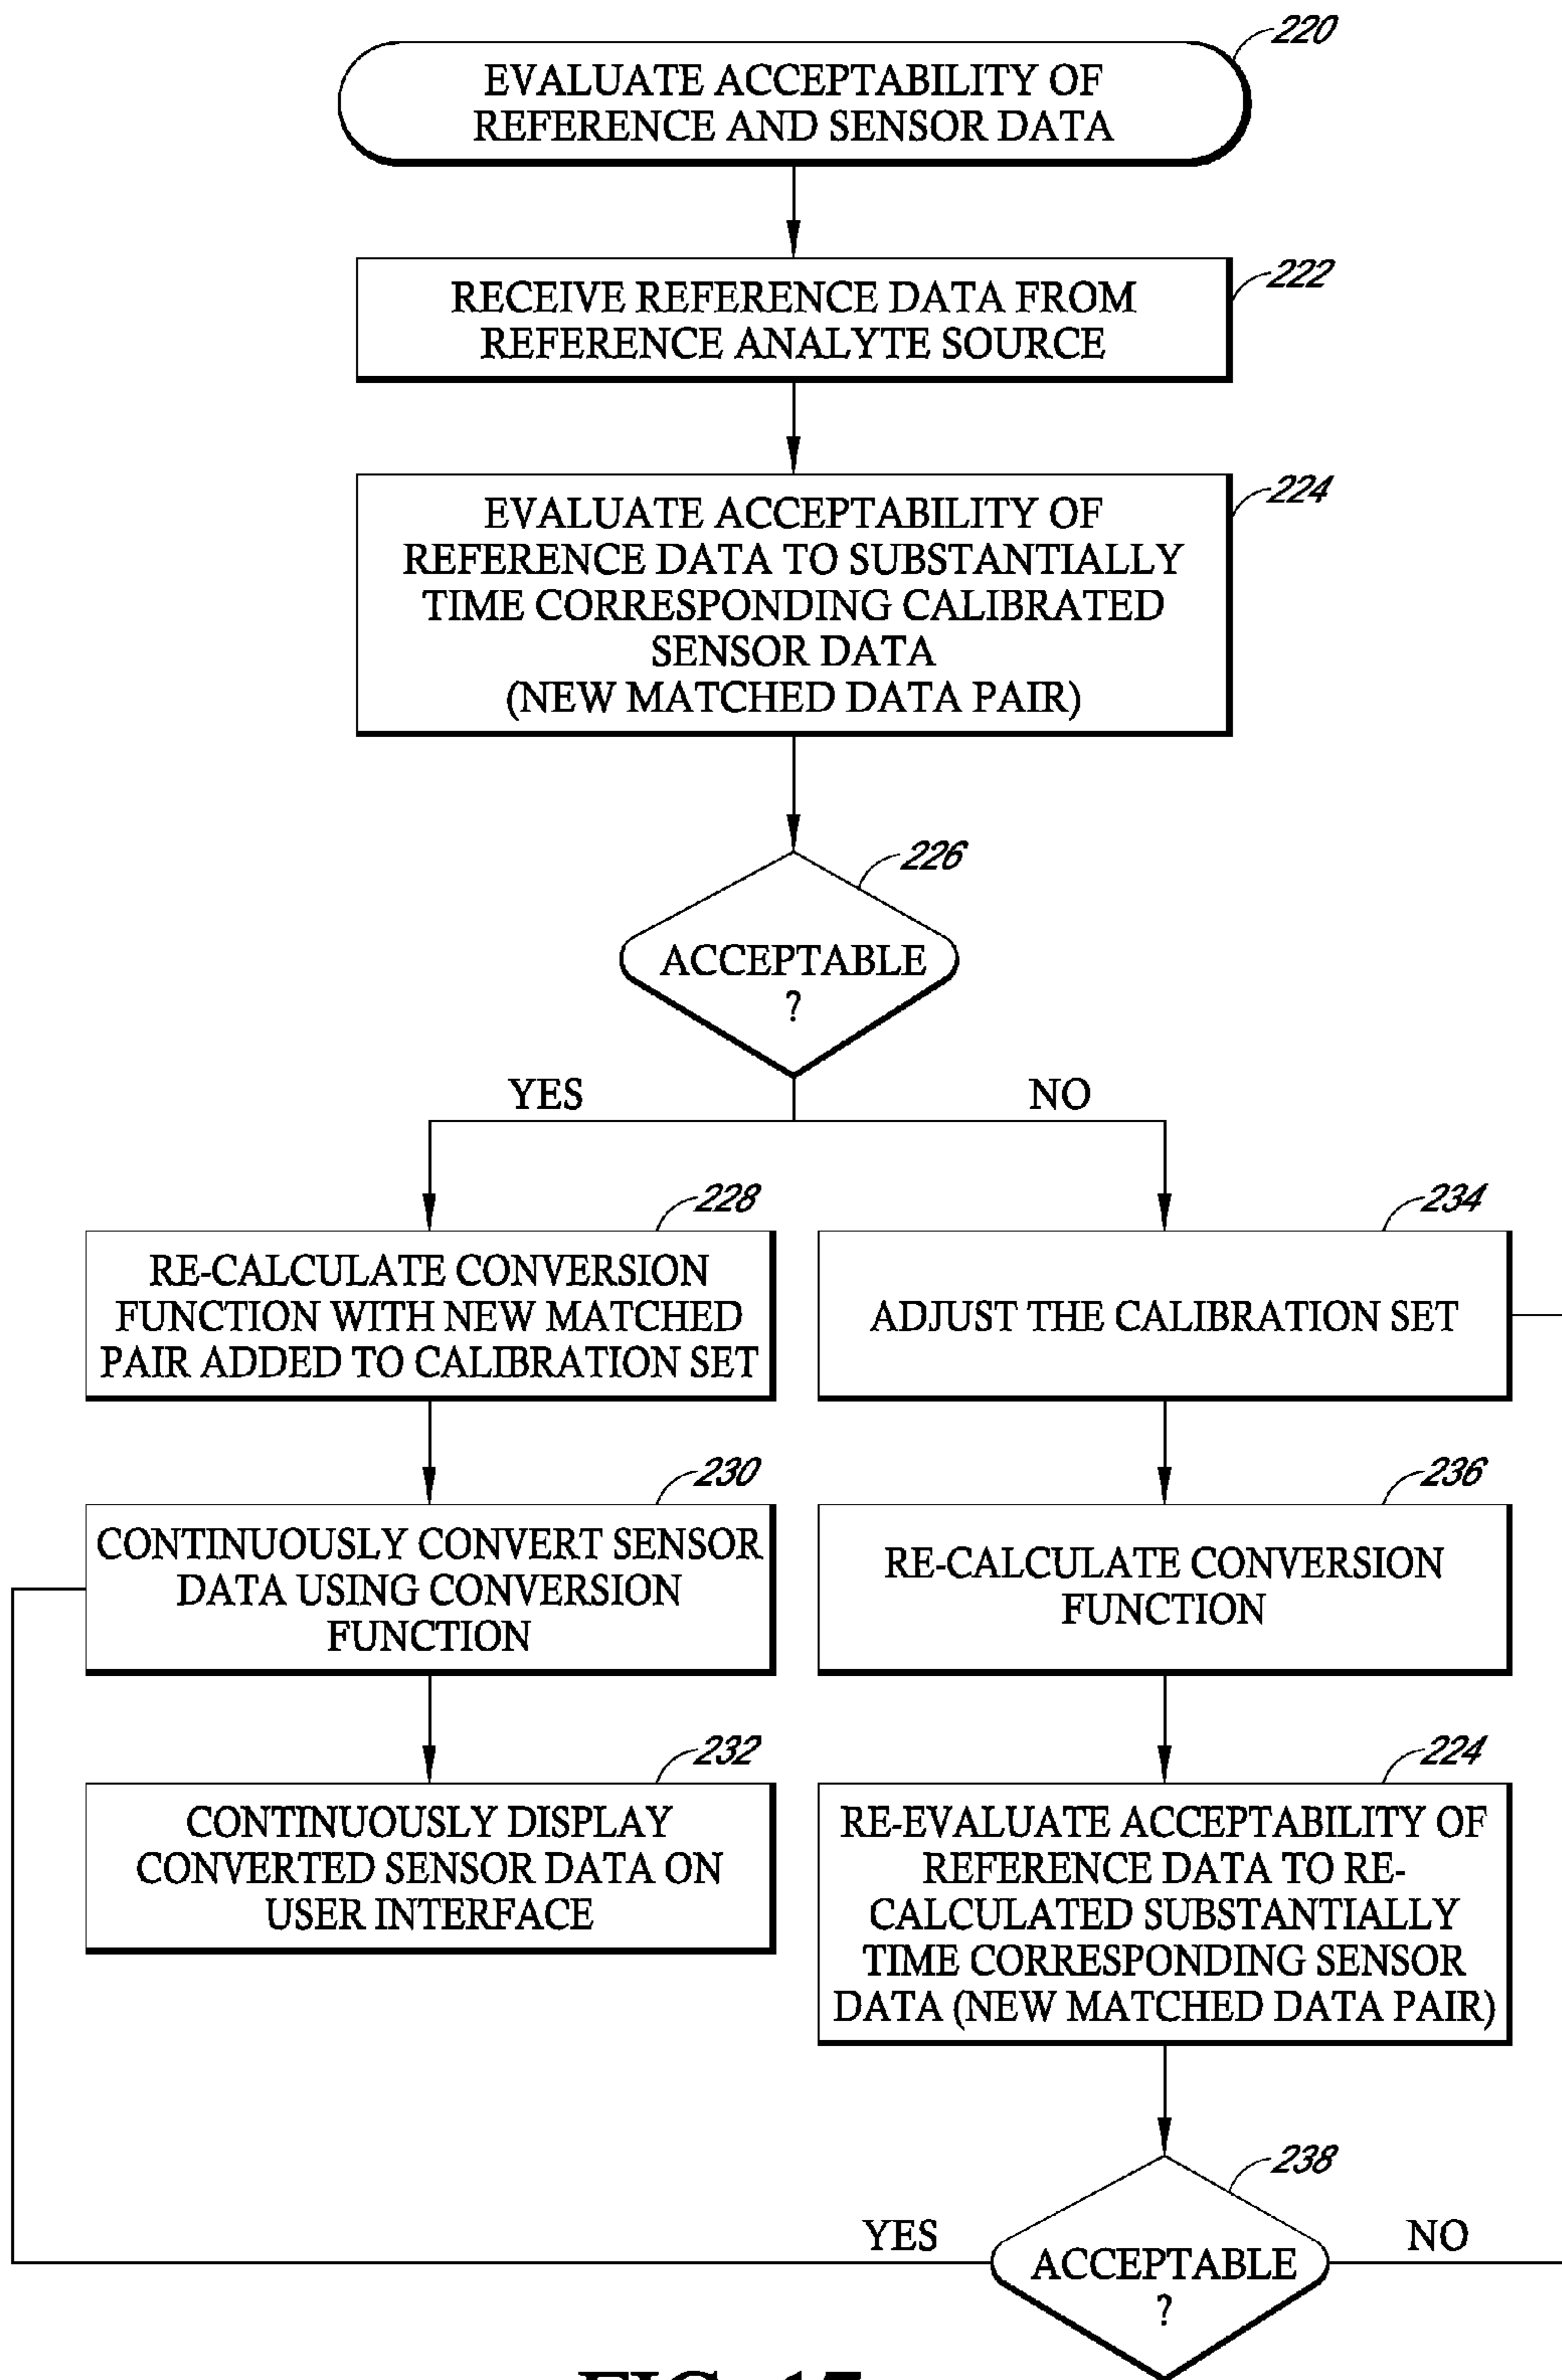 220
EVALUATE ACCEPTABILITY OF
REFERENCE AND SENSOR DATA
222
RECEIVE REFERENCE DATA FROM
REFERENCE ANALYTE SOURCE
224
EVALUATE ACCEPTABILITY OF
REFERENCE DATA TO SUBSTANTIALLY
TIME CORRESPONDING CALIBRATED
SENSOR DATA
(NEW MATCHED DATA PAIR)
226
ACCEPTABLE
?
YES
NO
228
RE-CALCULATE CONVERSION
FUNCTION WITH NEW MATCHED
PAIR ADDED TO CALIBRATION SET
234
ADJUST THE CALIBRATION SET
230
CONTINUOUSLY CONVERT SENSOR
DATA USING CONVERSION
FUNCTION
236
RE-CALCULATE CONVERSION
FUNCTION
232
CONTINUOUSLY DISPLAY
CONVERTED SENSOR DATA ON
USER INTERFACE
224
RE-EVALUATE ACCEPTABILITY OF
REFERENCE DATA TO RE-
CALCULATED SUBSTANTIALLY
TIME CORRESPONDING SENSOR
DATA (NEW MATCHED DATA PAIR)
238
YES
ACCEPTABLE
?
NO